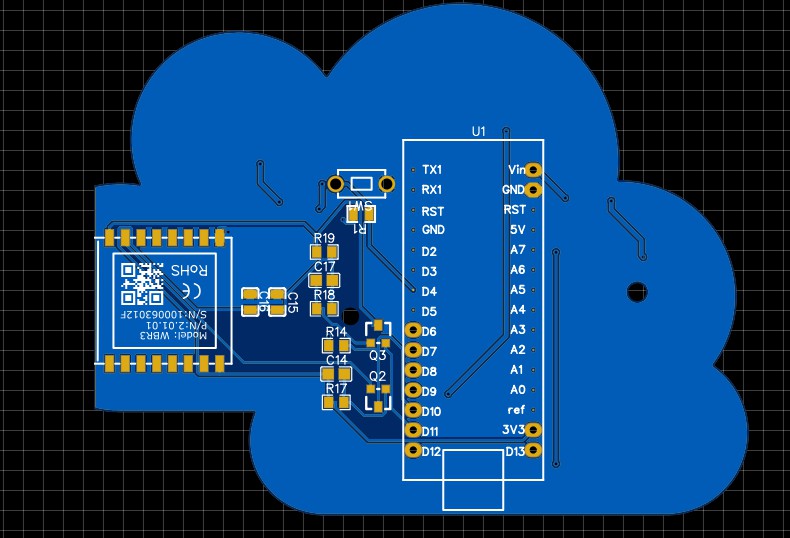 U1
TX1
Vin
RX1
GND
RST
RST
GND
5V
D2
A7
D3
A6
D4
A5
D5
A4
D6
A3
D7
A2
D8
A1
D9
A0
D10
ref
D11
3V3
D12
D13
SW1
R1
R19
C17
R18
C16
C15
R14
Q3
C14
Q2
R17
RoHS
CE
S/N:1000063012F
P/N:2.01.01
Model: WBR3